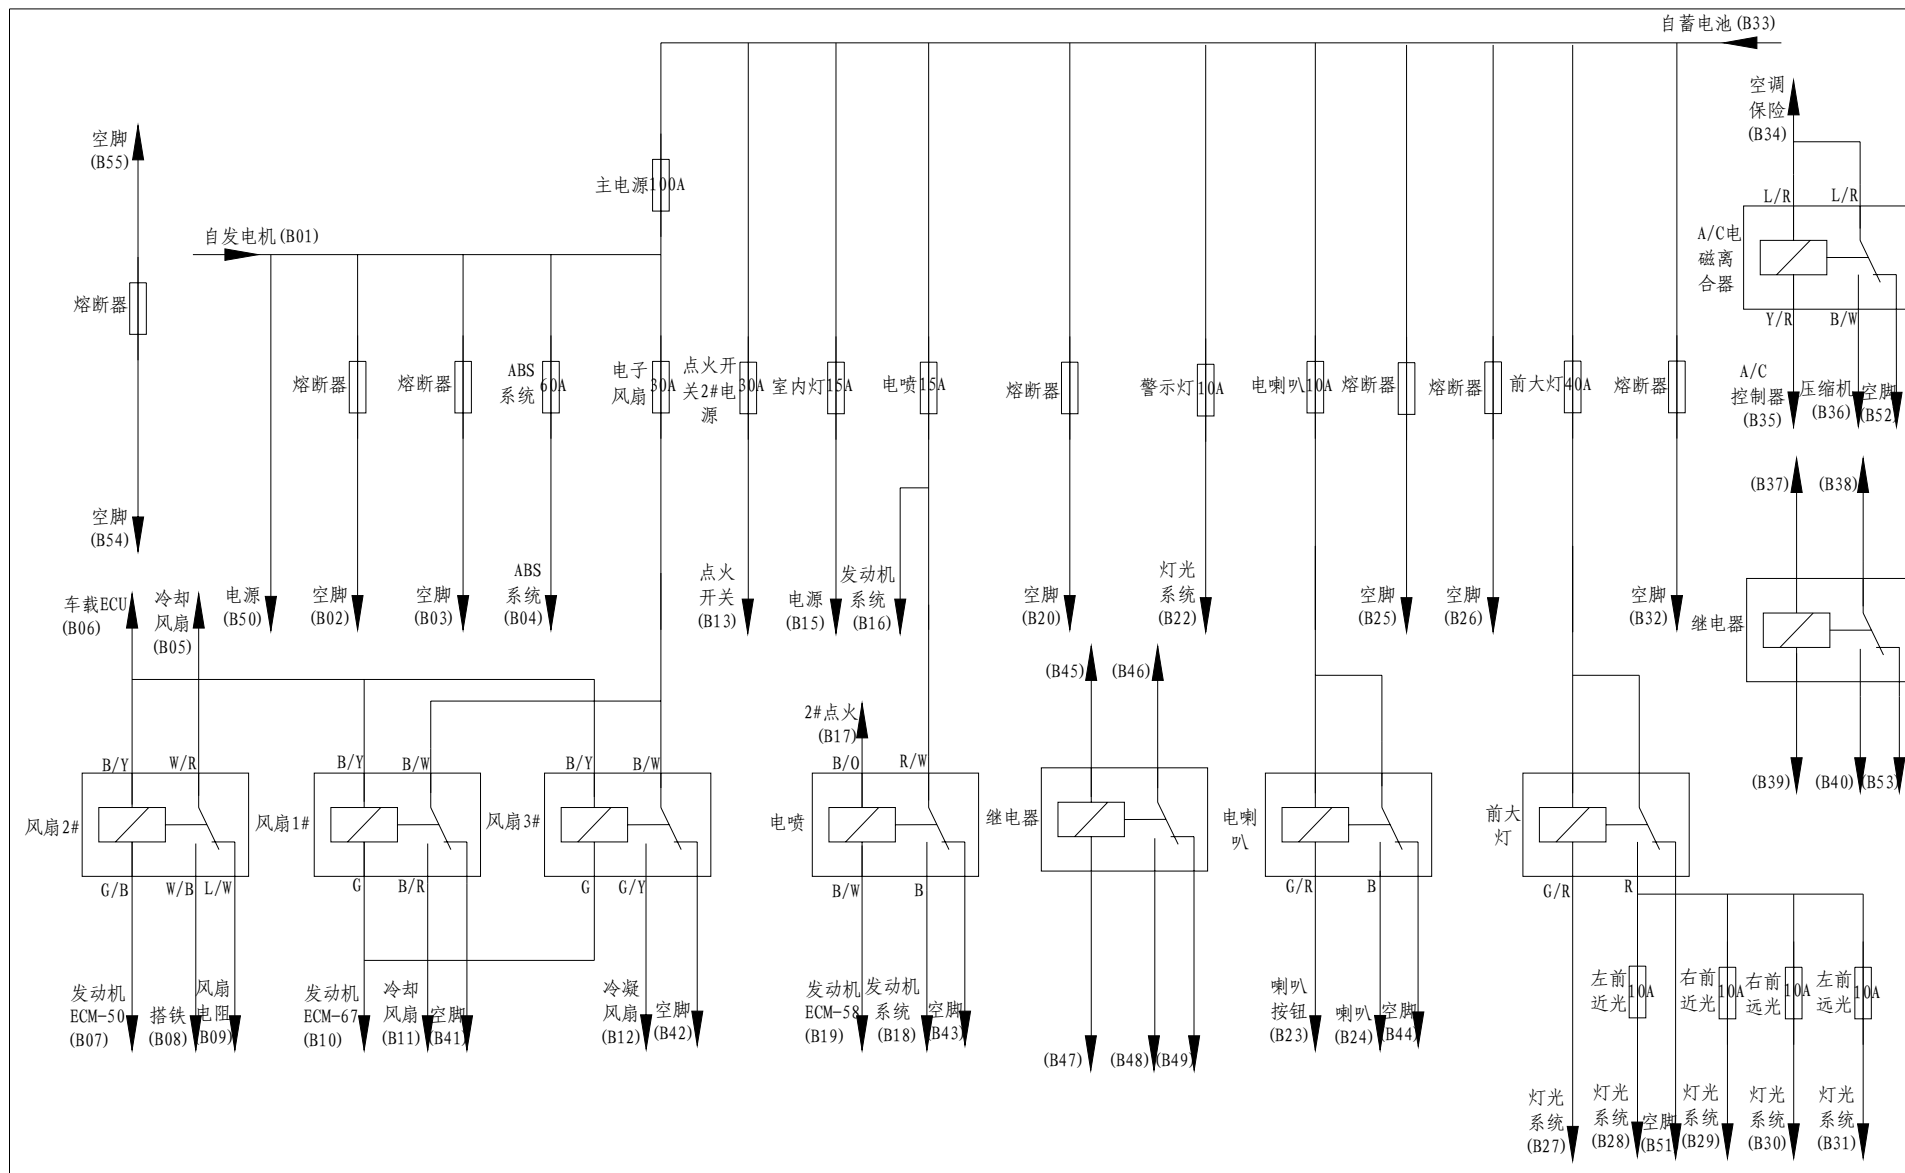 自蓄电池(B33)
空调
保险
(B34)
空脚
(B55)
主电源100A
L/R
L/R
自发电机(B01)
A/C电
磁离
合器
熔断器
Y/R
B/W
熔断器
熔断器
ABS
系统
60A
电子
风扇
30A
点火开
关2#电
源
30A
室内灯15A
电喷15A
熔断器
警示灯10A
电喇叭10A
熔断器
熔断器
前大灯40A
熔断器
A/C
控制器
(B35)
压缩机
(B36)
空脚
(B52)
(B37)
(B38)
空脚
(B54)
车载ECU
(B06)
冷却
风扇
(B05)
电源
(B50)
空脚
(B02)
空脚
(B03)
ABS
系统
(B04)
点火
开关
(B13)
电源
(B15)
发动机
系统
(B16)
空脚
(B20)
灯光
系统
(B22)
空脚
(B25)
空脚
(B26)
空脚
(B32)
继电器
(B45)
(B46)
2#点火
(B17)
B/Y
W/R
B/Y
B/W
B/Y
B/W
B/O
R/W
(B39)
(B40)
(B53)
风扇2#
风扇1#
风扇3#
电喷
继电器
电喇
叭
前大
灯
G/B
W/B
L/W
G
B/R
G
G/Y
B/W
B
G/R
B
G/R
R
发动机
ECM-50
(B07)
搭铁
(B08)
风扇
电阻
(B09)
发动机
ECM-67
(B10)
冷却
风扇
(B11)
空脚
(B41)
冷凝
风扇
(B12)
空脚
(B42)
发动机
ECM-58
(B19)
发动机
系统
(B18)
空脚
(B43)
(B47)
(B48)
(B49)
喇叭
按钮
(B23)
喇叭
(B24)
空脚
(B44)
左前
近光
10A
右前
近光
10A
右前
远光
10A
左前
远光
10A
灯光
系统
(B27)
灯光
系统
(B28)
空脚
(B51)
灯光
系统
(B29)
灯光
系统
(B30)
灯光
系统
(B31)